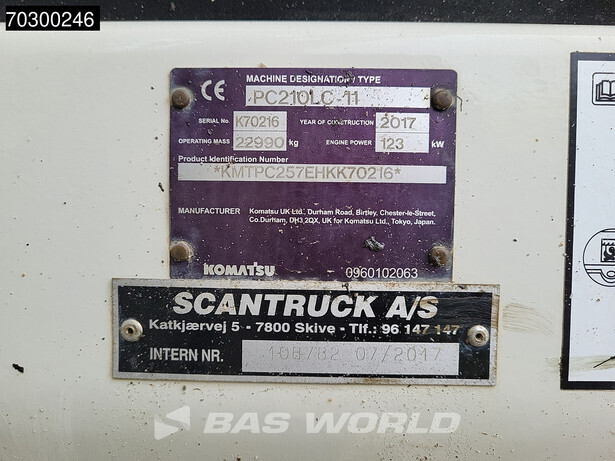 70300246
CE
MACHINE DESIGNATION / TYPE
PC210LC-11
SERIAL No. K70216 YEAR OF CONSTRUCTION 2017
OPERATING MASS 22990 kg ENGINE POWER 123 kW
Product Identification Number
*KMTPC257EHKK70216*
MANUFACTURER Komatsu UK Ltd., Durham Road, Birtley, Chester-le-Street,
Co.Durham, DH3 2QX, UK for Komatsu Ltd., Tokyo, Japan.
KOMATSU 0960102063
SCANTRUCK A/S
Katkjærvej 5 - 7800 Skive - Tlf.: 96 147 147
INTERN NR. 07/2017
BAS WORLD